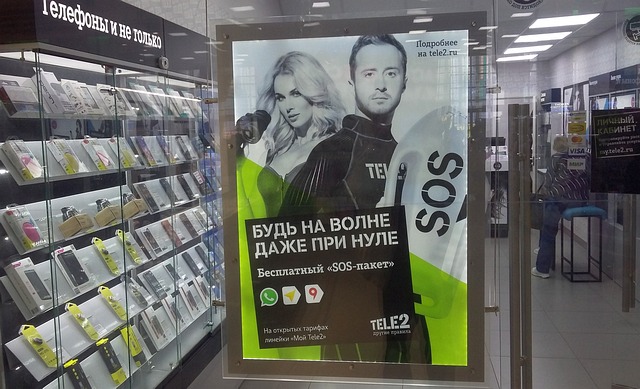 Телефоны и не только
Подробнее
на tele2.ru
TEL
SOS
БУДЬ НА ВОЛНЕ
ДАЖЕ ПРИ НУЛЕ
Бесплатный «SOS-пакет»
На открытых тарифах
линейки «Мой Tele2»
TELE2
другие правила
ЛИЧНЫЙ
КАБИНЕТ
my.tele2.ru
VISA